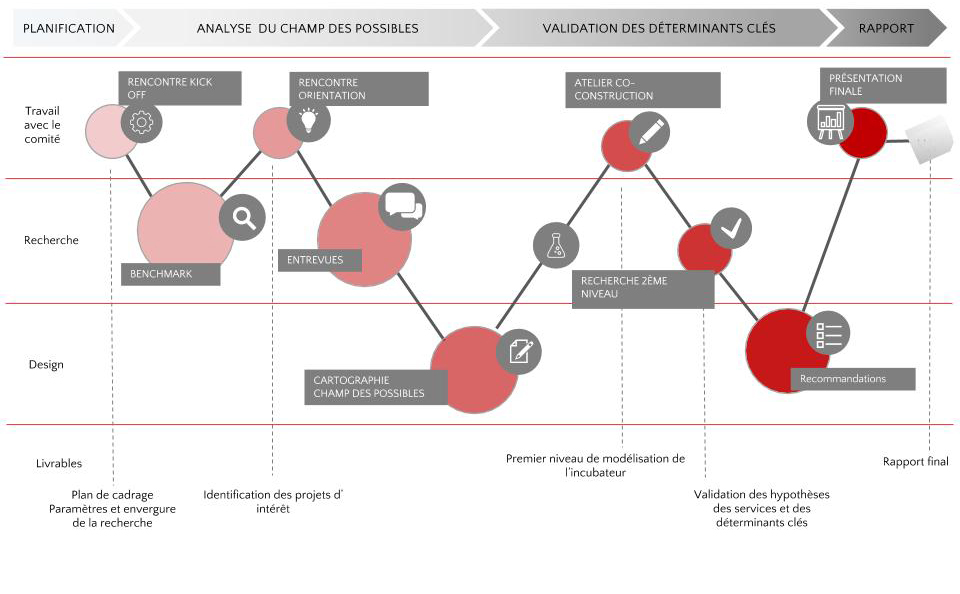 PLANIFICATION
ANALYSE DU CHAMP DES POSSIBLES
VALIDATION DES DÉTERMINANTS CLÉS
RAPPORT
Travail
avec le
comité
RENCONTRE KICK
OFF
RENCONTRE
ORIENTATION
ATELIER CO-
CONSTRUCTION
PRÉSENTATION
FINALE
Recherche
BENCHMARK
ENTREVUES
RECHERCHE 2ÈME
NIVEAU
Design
CARTOGRAPHIE
CHAMP DES POSSIBLES
Recommandations
Livrables
Plan de cadrage
Paramètres et envergure
de la recherche
Identification des projets d'
intérêt
Premier niveau de modélisation de
l'incubateur
Validation des hypothèses
des services et des
déterminants clés
Rapport final